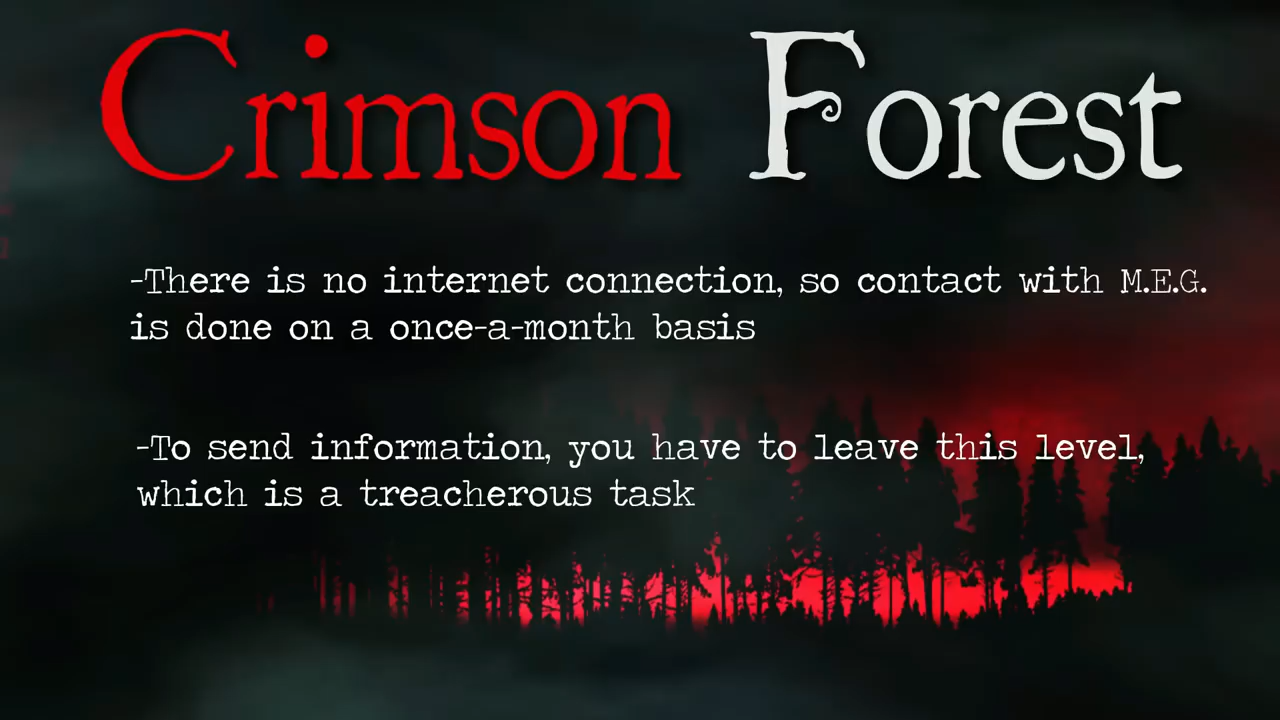 Crimson Forest
-There is no internet connection, so contact with M.E.G.
is done on a once-a-month basis
-To send information, you have to leave this level,
which is a treacherous task